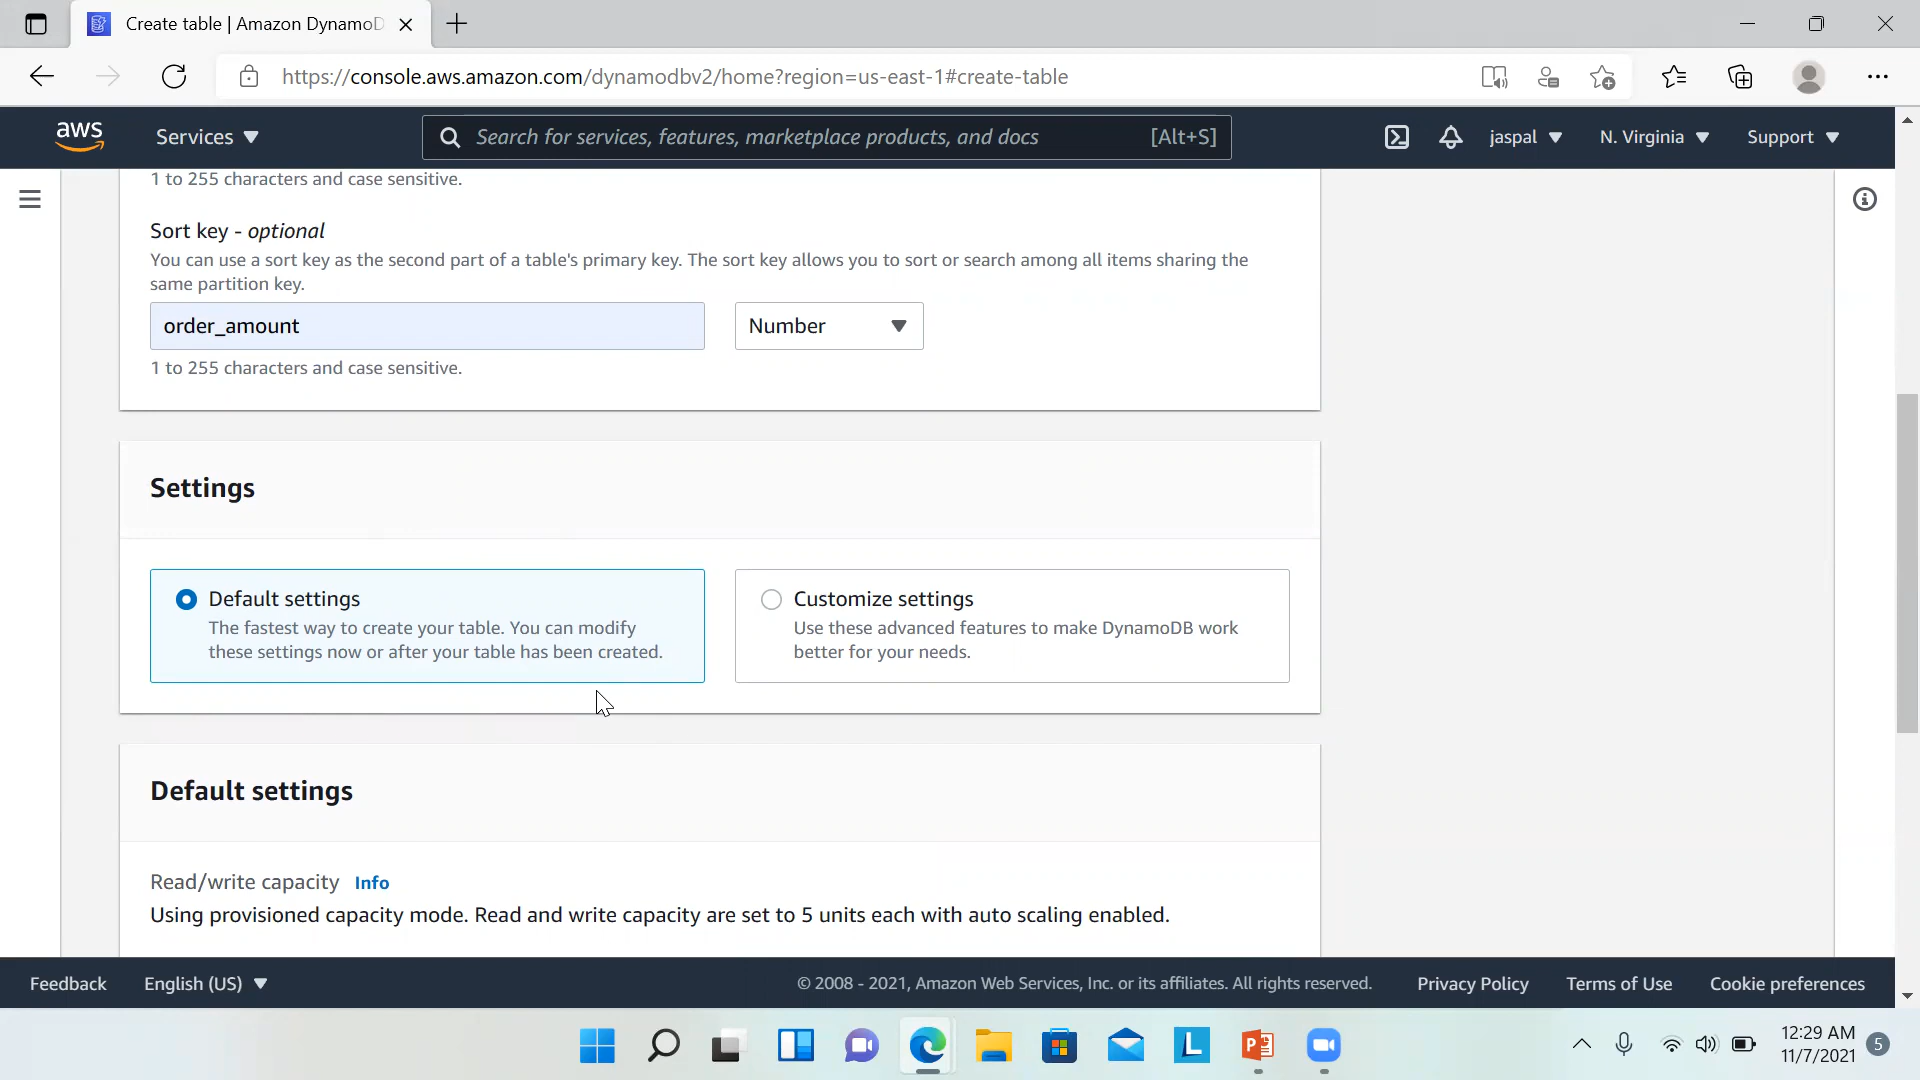 Create table | Amazon DynamoD
https://console.aws.amazon.com/dynamodbv2/home?region=us-east-1#create-table
aws
Services
Search for services, features, marketplace products, and docs [Alt+S]
jaspal
N. Virginia
Support
1 to 255 characters and case sensitive.
Sort key - optional
You can use a sort key as the second part of a table's primary key. The sort key allows you to sort or search among all items sharing the
same partition key.
order_amount
Number
1 to 255 characters and case sensitive.
Settings
Default settings
The fastest way to create your table. You can modify
these settings now or after your table has been created.
Customize settings
Use these advanced features to make DynamoDB work
better for your needs.
Default settings
Read/write capacity Info
Using provisioned capacity mode. Read and write capacity are set to 5 units each with auto scaling enabled.
Feedback
English (US)
© 2008 - 2021, Amazon Web Services, Inc. or its affiliates. All rights reserved.
Privacy Policy
Terms of Use
Cookie preferences
L
P
12:29 AM
11/7/2021
5